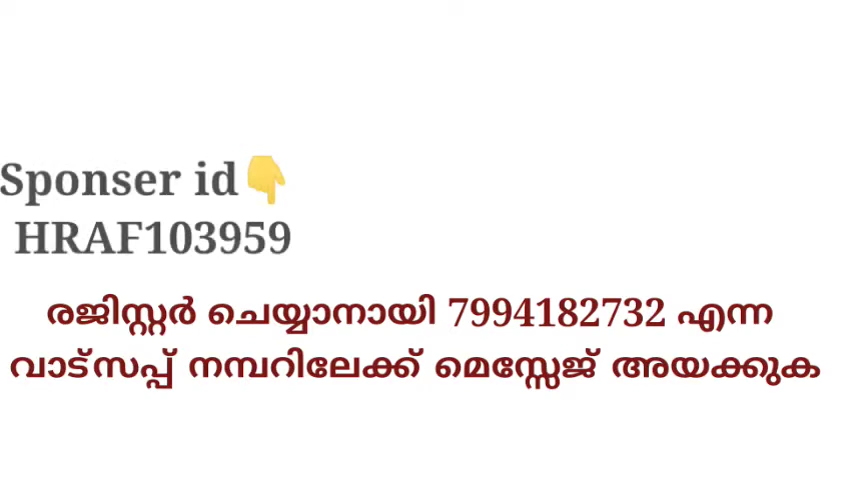 Sponser id👇
HRAF103959
രജിസ്റ്റർ ചെയ്യാനായി 7994182732 എന്ന
വാട്സപ്പ് നമ്പറിലേക്ക് മെസ്സേജ് അയക്കുക